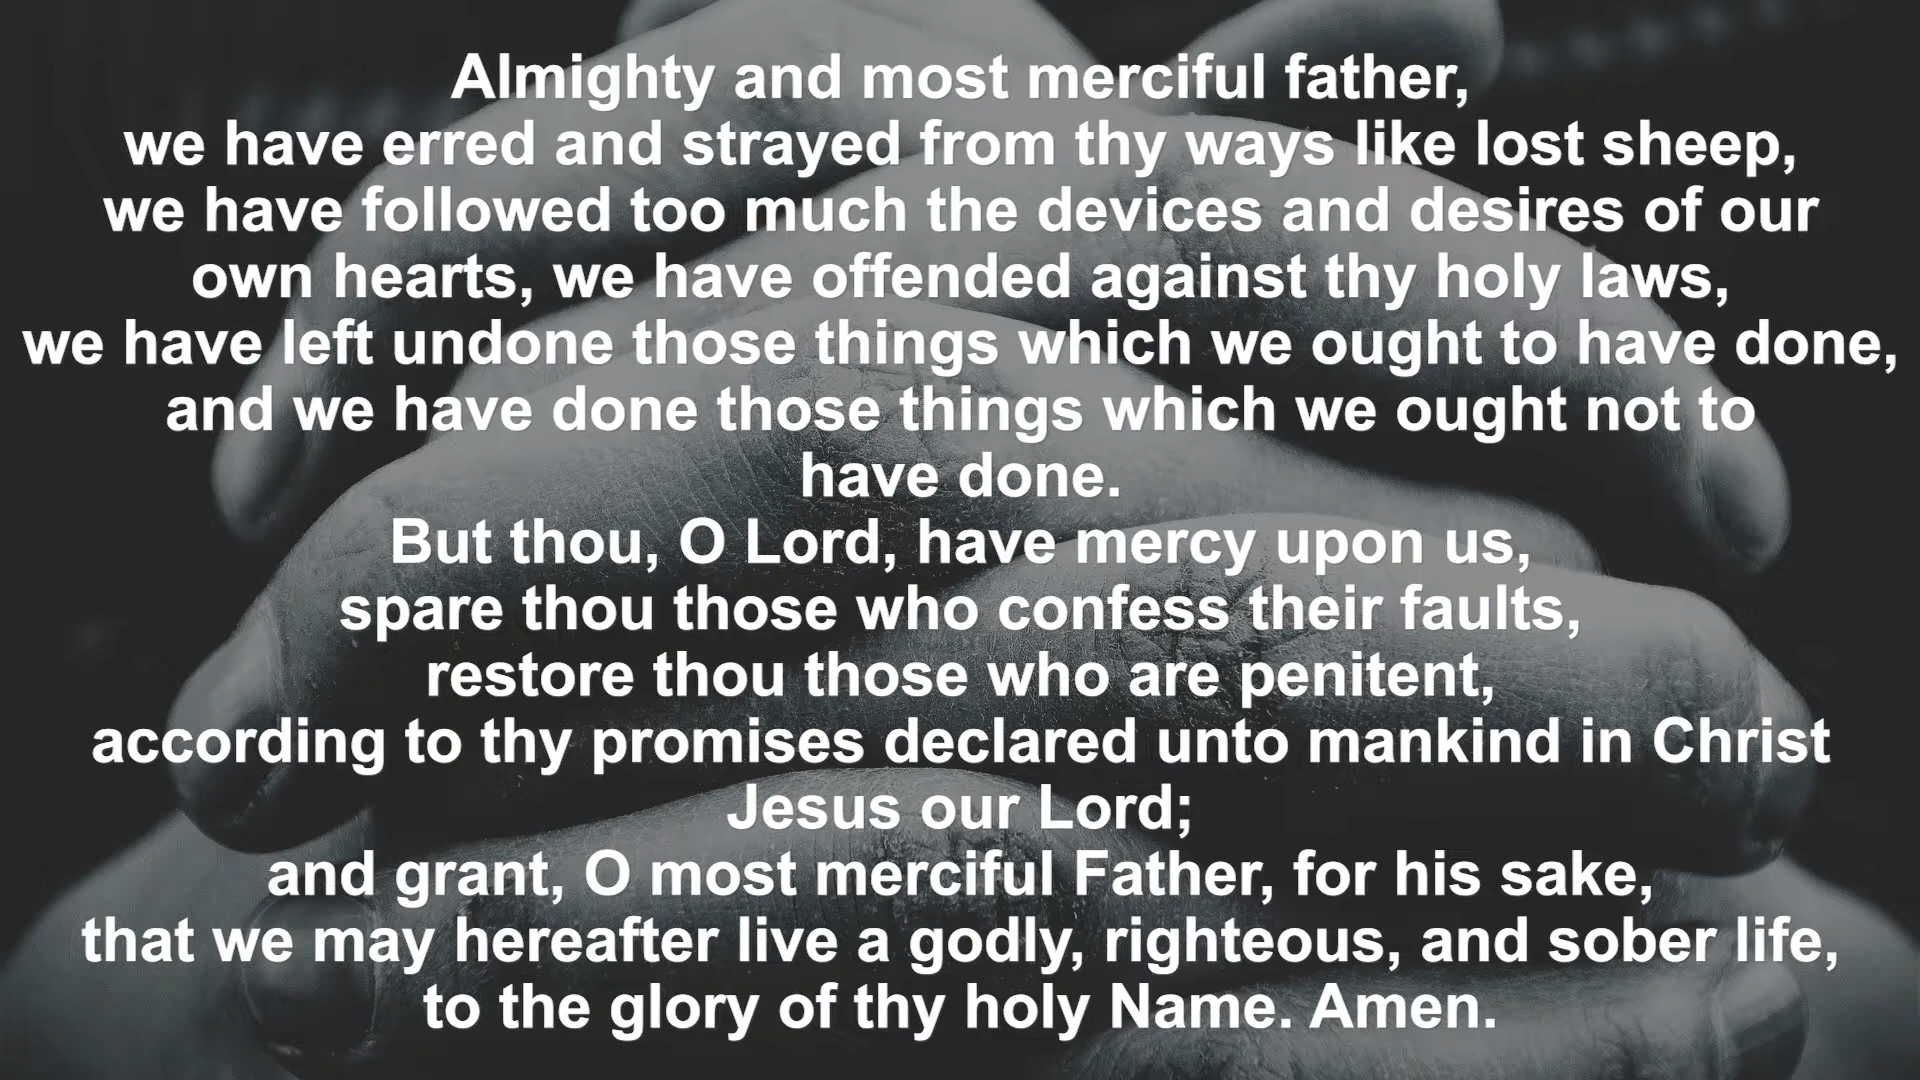 Almighty and most merciful father,
we have erred and strayed from thy ways like lost sheep,
we have followed too much the devices and desires of our
own hearts, we have offended against thy holy laws,
we have left undone those things which we ought to have done,
and we have done those things which we ought not to
have done.
But thou, O Lord, have mercy upon us,
spare thou those who confess their faults,
restore thou those who are penitent,
according to thy promises declared unto mankind in Christ
Jesus our Lord;
and grant, O most merciful Father, for his sake,
that we may hereafter live a godly, righteous, and sober life,
to the glory of thy holy Name. Amen.